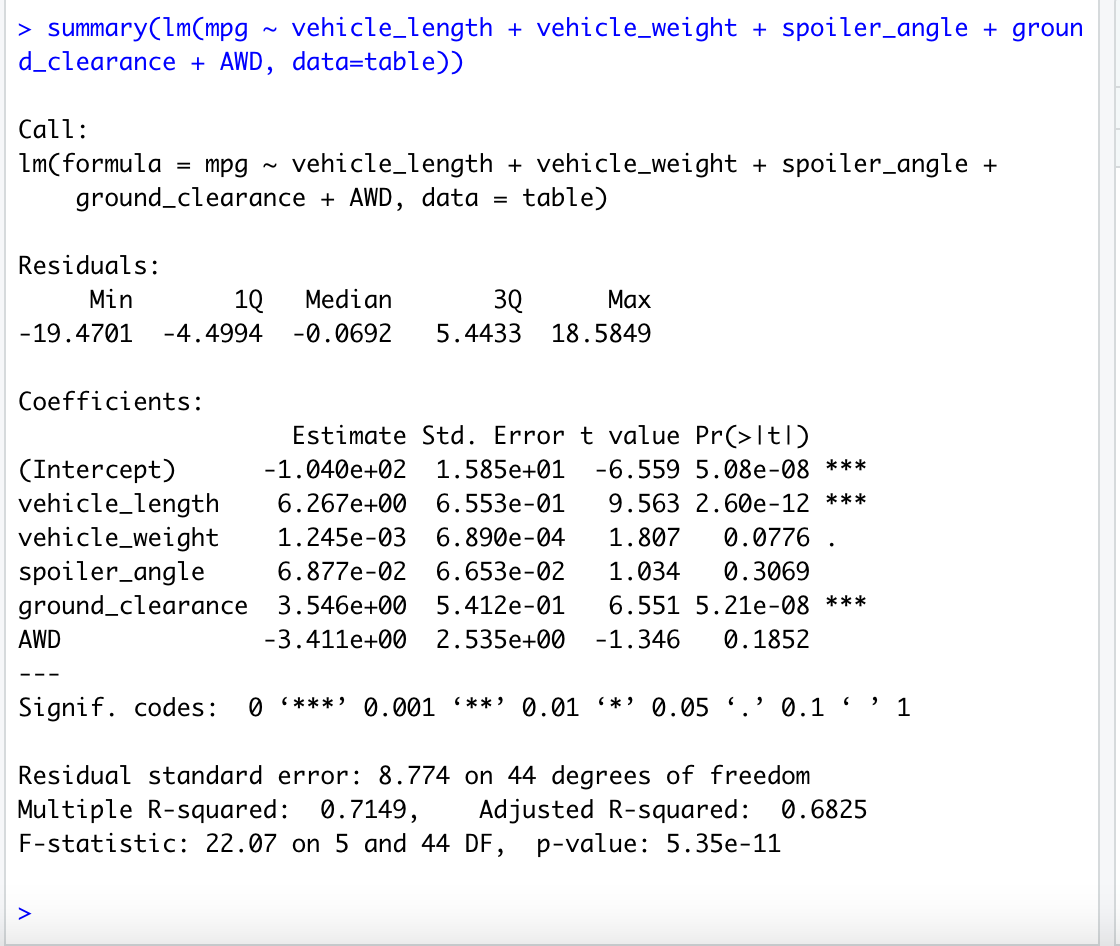 > summary(lm(mpg ~ vehicle_length + vehicle_weight + spoiler_angle + groun
d_clearance + AWD, data=table))
Call:
lm(formula = mpg ~ vehicle_length + vehicle_weight + spoiler_angle +
    ground_clearance + AWD, data = table)
Residuals:
     Min       1Q   Median       3Q      Max
-19.4701  -4.4994  -0.0692   5.4433  18.5849
Coefficients:
                   Estimate Std. Error t value Pr(>|t|)
(Intercept)      -1.040e+02  1.585e+01  -6.559 5.08e-08 ***
vehicle_length    6.267e+00  6.553e-01   9.563 2.60e-12 ***
vehicle_weight    1.245e-03  6.890e-04   1.807   0.0776 .
spoiler_angle     6.877e-02  6.653e-02   1.034   0.3069
ground_clearance  3.546e+00  5.412e-01   6.551 5.21e-08 ***
AWD              -3.411e+00  2.535e+00  -1.346   0.1852
---
Signif. codes:  0 ‘***’ 0.001 ‘**’ 0.01 ‘*’ 0.05 ‘.’ 0.1 ‘ ’ 1
Residual standard error: 8.774 on 44 degrees of freedom
Multiple R-squared:  0.7149,    Adjusted R-squared:  0.6825
F-statistic: 22.07 on 5 and 44 DF,  p-value: 5.35e-11
>